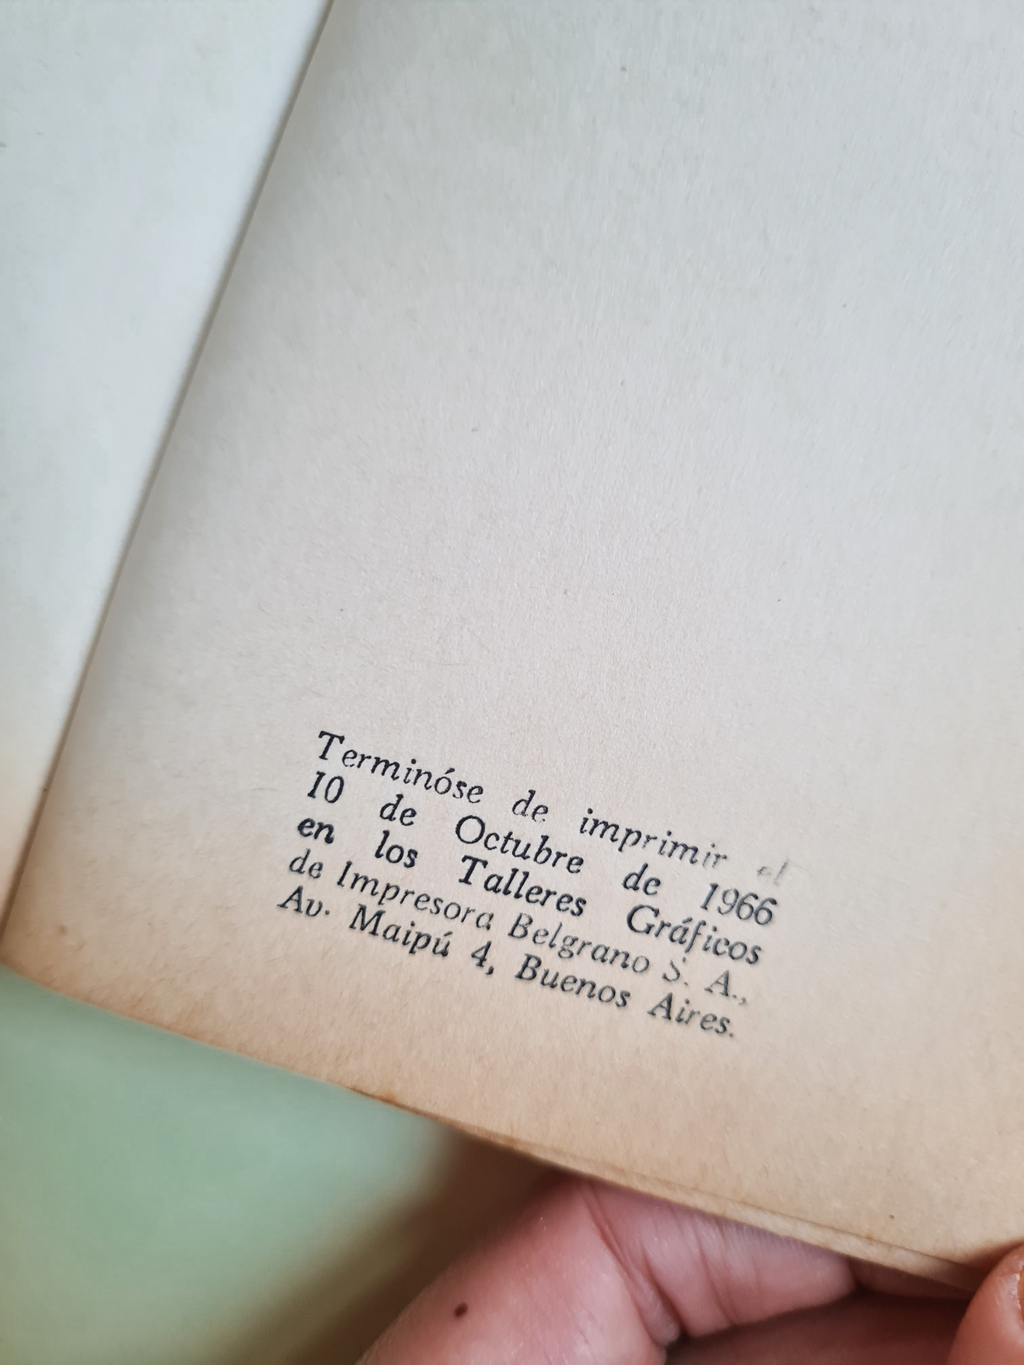 Terminóse de imprimir el
10 de Octubre de 1966
en los Talleres Gráficos
de Impresora Belgrano S. A.,
Av. Maipú 4, Buenos Aires.